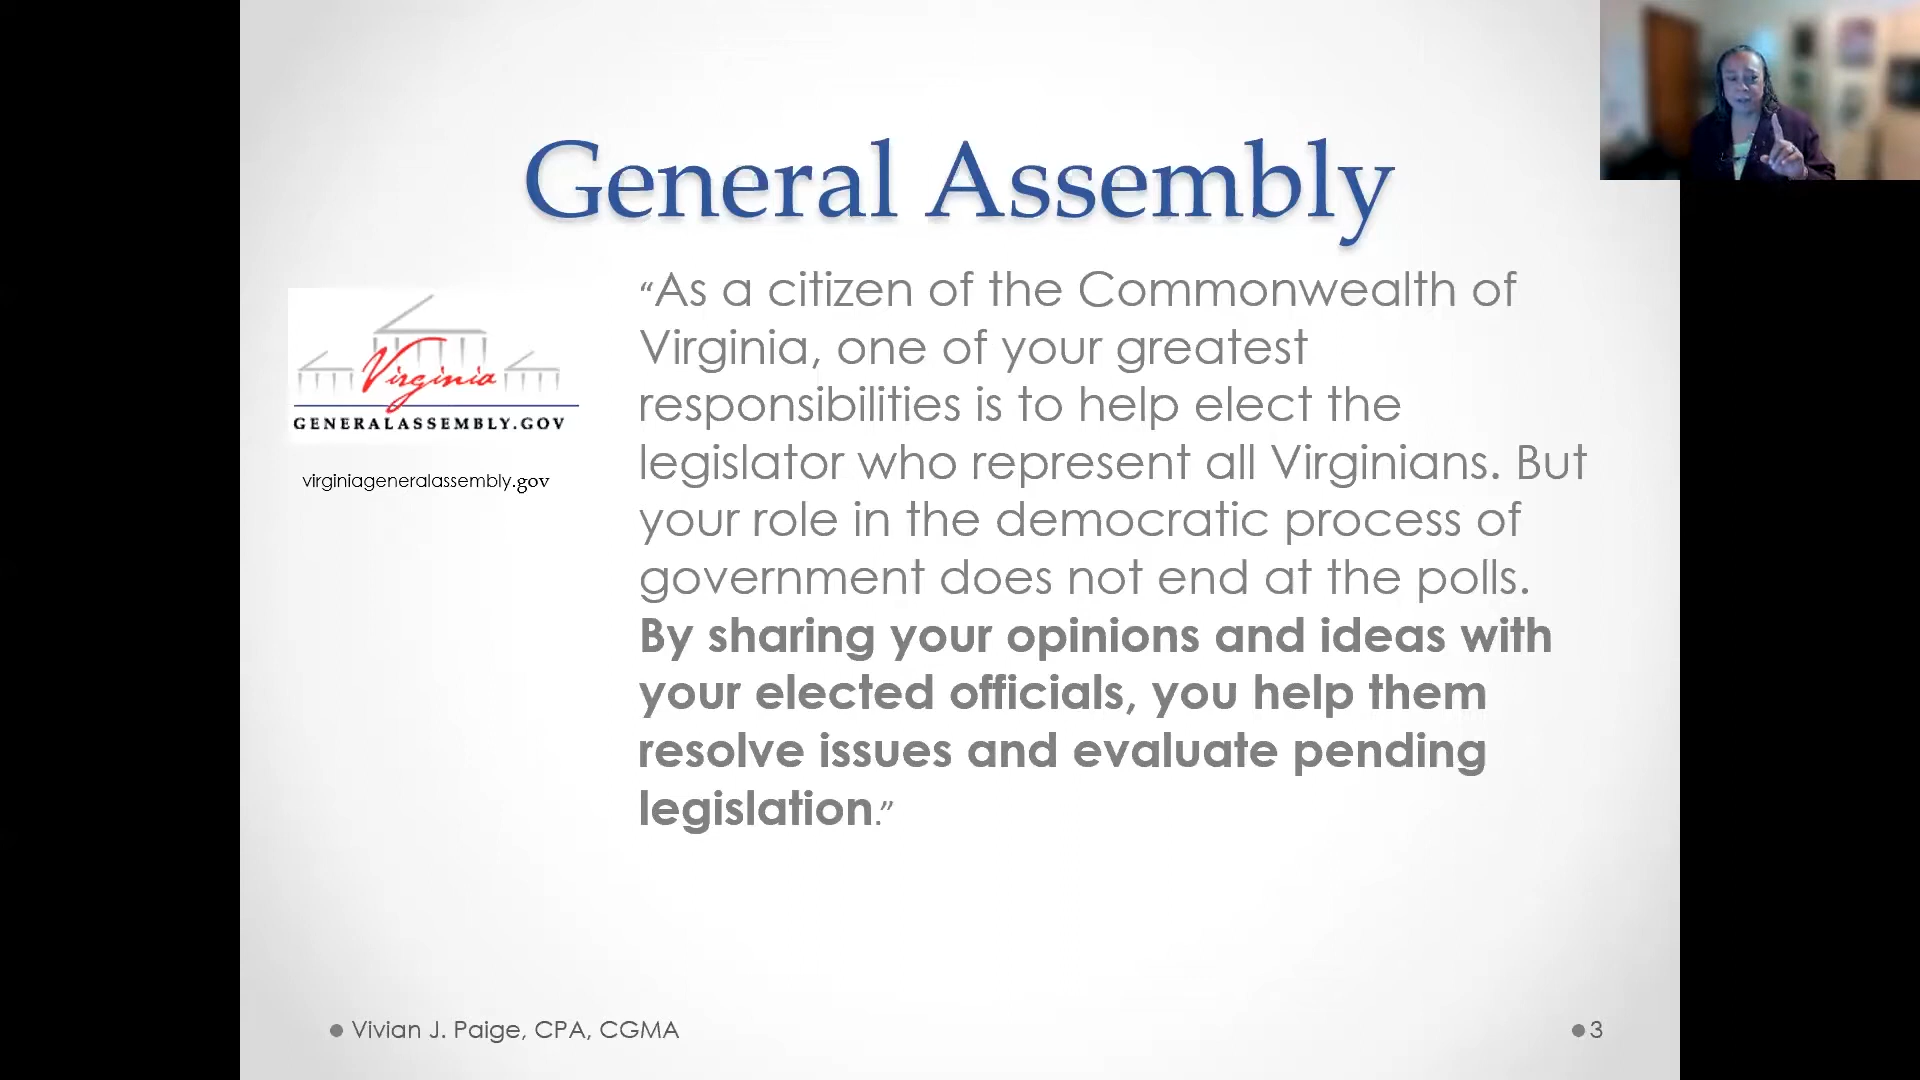 General Assembly
Virginia
GENERALASSEMBLY.GOV
virginiageneralassembly.gov
“As a citizen of the Commonwealth of
Virginia, one of your greatest
responsibilities is to help elect the
legislator who represent all Virginians. But
your role in the democratic process of
government does not end at the polls.
By sharing your opinions and ideas with
your elected officials, you help them
resolve issues and evaluate pending
legislation.”
● Vivian J. Paige, CPA, CGMA
●3